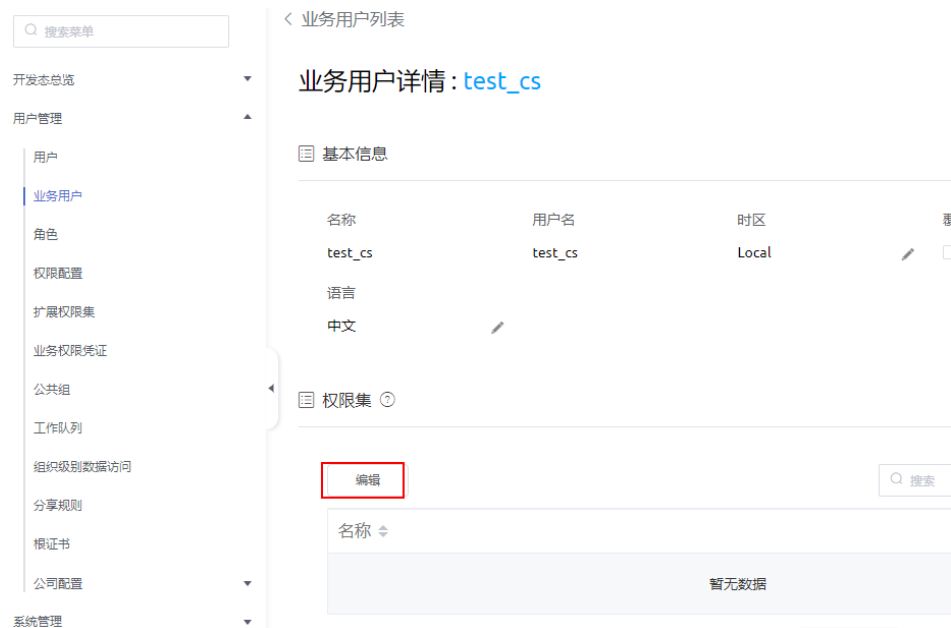 搜索菜单
开发态总览
用户管理
用户
业务用户
角色
权限配置
扩展权限集
业务权限凭证
公共组
工作队列
组织级别数据访问
分享规则
根证书
公司配置
系统管理
业务用户列表
业务用户详情 : test_cs
基本信息
名称 用户名 时区
test_cs test_cs Local
语言
中文
权限集 ?
编辑 搜索
名称
暂无数据